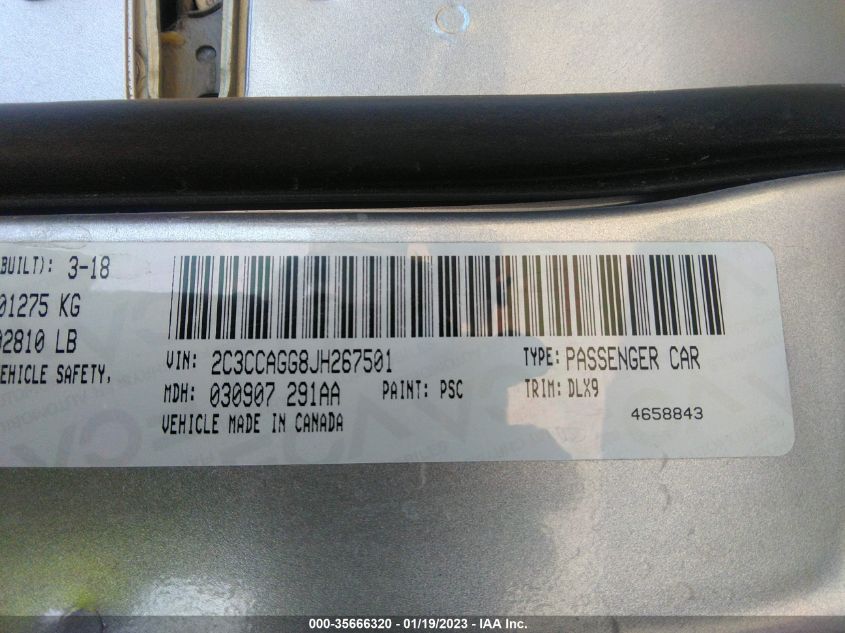 BUILT): 3-18
01275 KG
02810 LB
EHICLE SAFETY,
VIN: 2C3CCAGG8JH267501
TYPE: PASSENGER CAR
MDH: 030907 291AA
PAINT: PSC
TRIM: DLX9
VEHICLE MADE IN CANADA
4658843
000-35666320 - 01/19/2023 - IAA Inc.